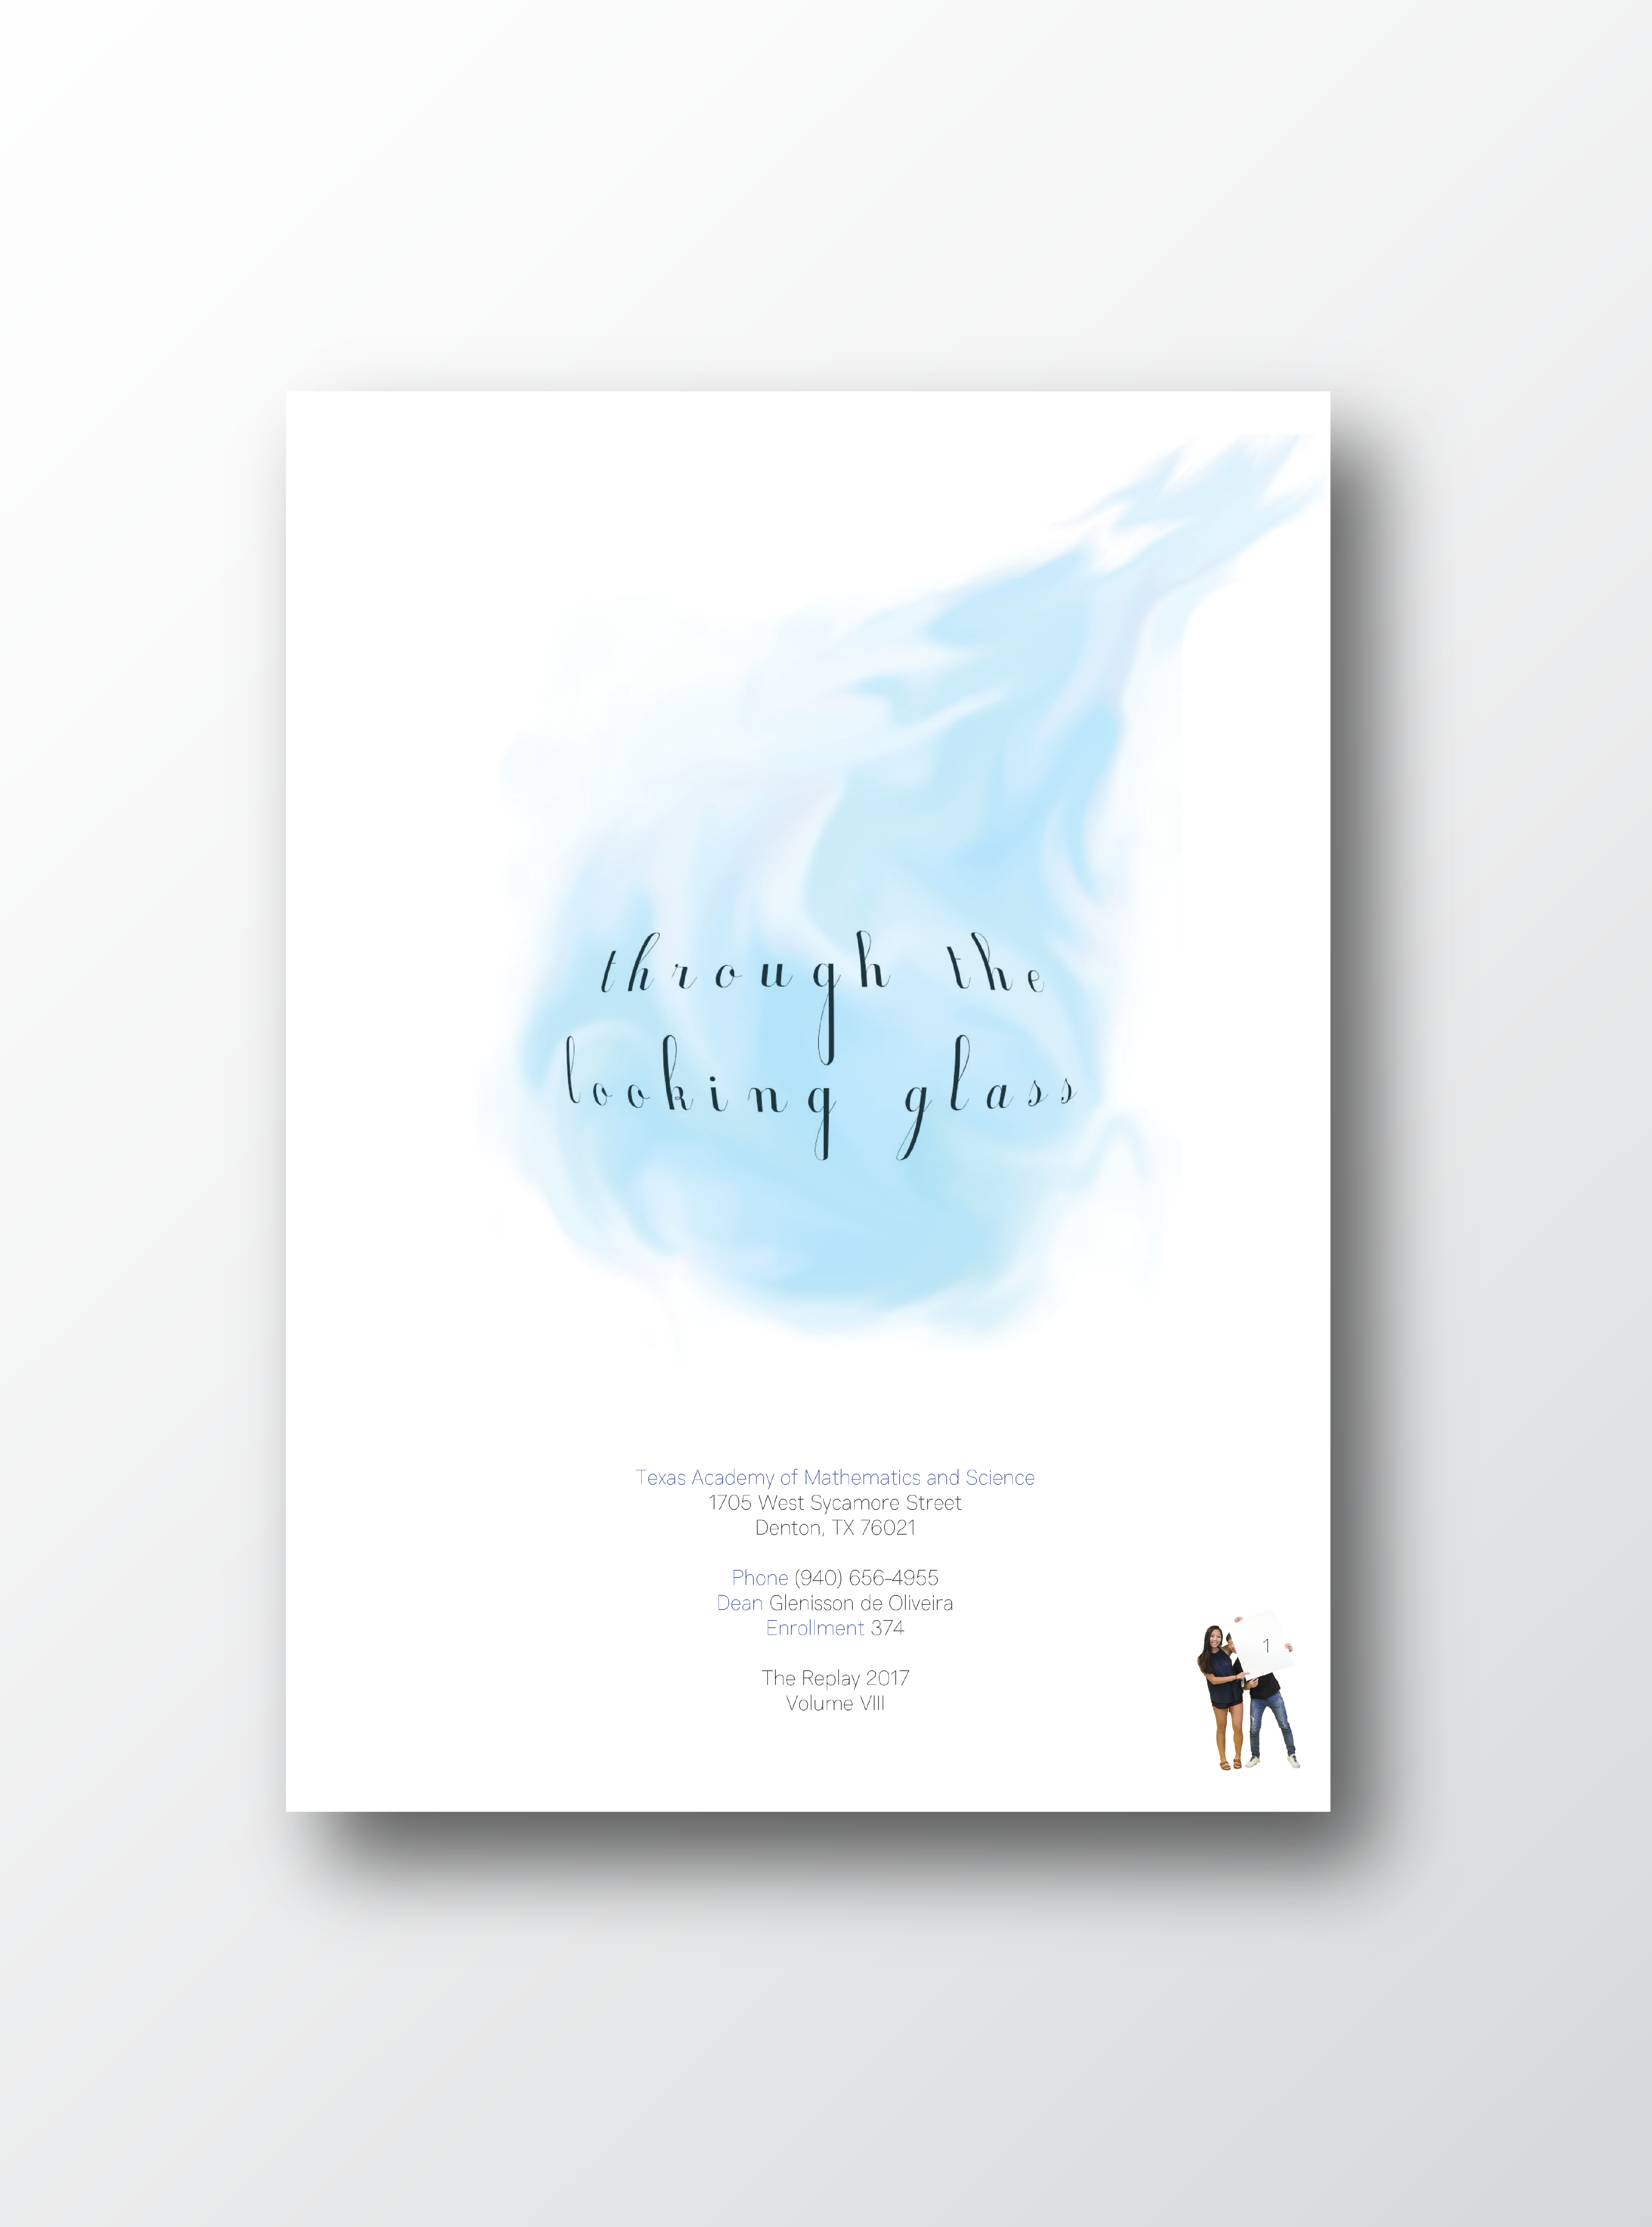 through the
looking glass
Texas Academy of Mathematics and Science
1705 West Sycamore Street
Denton, TX 76021
Phone (940) 656-4955
Dean Glenisson de Oliveira
Enrollment 374
The Replay 2017
Volume VIII
1